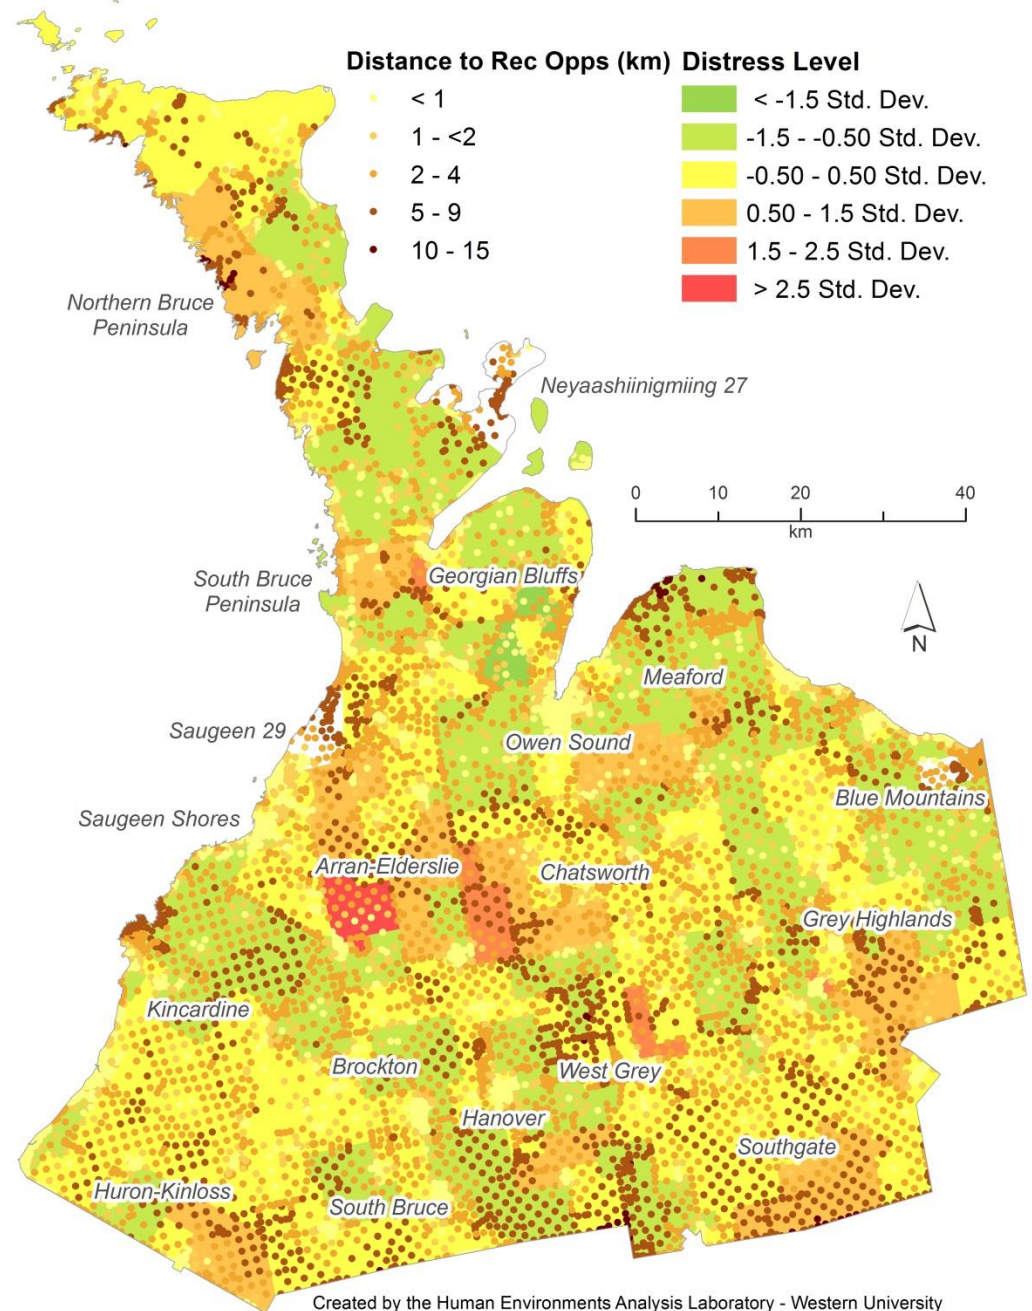 Distance to Rec Opps (km)
< 1
1 - <2
2 - 4
5 - 9
10 - 15
Distress Level
< -1.5 Std. Dev.
-1.5 - -0.50 Std. Dev.
-0.50 - 0.50 Std. Dev.
0.50 - 1.5 Std. Dev.
1.5 - 2.5 Std. Dev.
> 2.5 Std. Dev.
Northern Bruce
Peninsula
Neyaashiinigmiing 27
0 10 20 40
km
South Bruce
Peninsula
Georgian Bluffs
N
Meaford
Saugeen 29
Owen Sound
Blue Mountains
Saugeen Shores
Arran-Elderslie
Chatsworth
Grey Highlands
Kincardine
Brockton
West Grey
Hanover
Southgate
Huron-Kinloss
South Bruce
Created by the Human Environments Analysis Laboratory - Western University